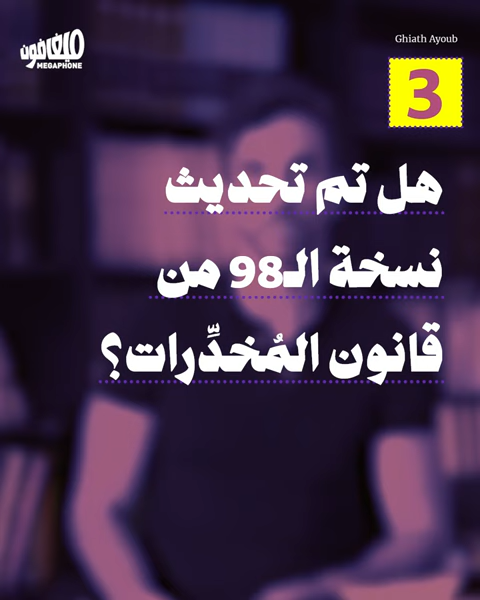 ميغافون
MEGAPHONE
Ghiath Ayoub
3
هل تم تحديث
نسخة الـ98 من
قانون المُخدِّرات؟